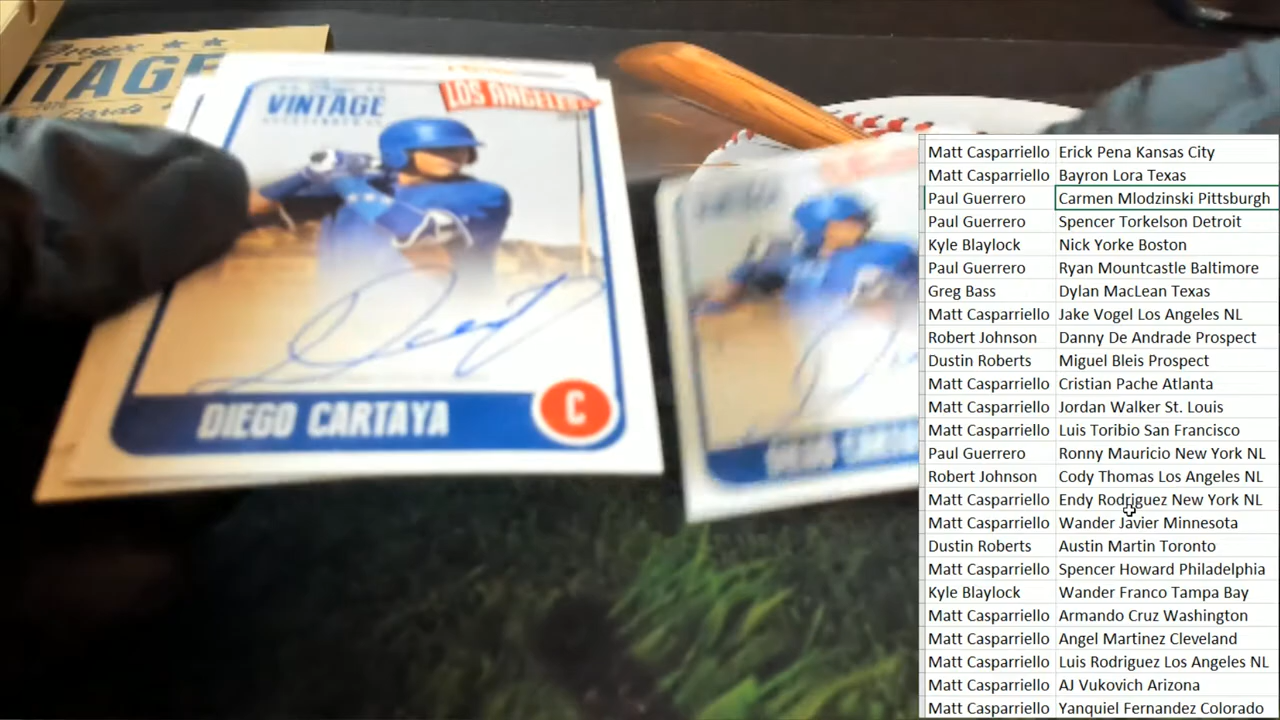 VINTAGE
LOS ANGELES
DIEGO CARTAYA
C
Matt Casparriello Erick Pena Kansas City
Matt Casparriello Bayron Lora Texas
Paul Guerrero Carmen Mlodzinski Pittsburgh
Paul Guerrero Spencer Torkelson Detroit
Kyle Blaylock Nick Yorke Boston
Paul Guerrero Ryan Mountcastle Baltimore
Greg Bass Dylan MacLean Texas
Matt Casparriello Jake Vogel Los Angeles NL
Robert Johnson Danny De Andrade Prospect
Dustin Roberts Miguel Bleis Prospect
Matt Casparriello Cristian Pache Atlanta
Matt Casparriello Jordan Walker St. Louis
Matt Casparriello Luis Toribio San Francisco
Paul Guerrero Ronny Mauricio New York NL
Robert Johnson Cody Thomas Los Angeles NL
Matt Casparriello Endy Rodriguez New York NL
Matt Casparriello Wander Javier Minnesota
Dustin Roberts Austin Martin Toronto
Matt Casparriello Spencer Howard Philadelphia
Kyle Blaylock Wander Franco Tampa Bay
Matt Casparriello Armando Cruz Washington
Matt Casparriello Angel Martinez Cleveland
Matt Casparriello Luis Rodriguez Los Angeles NL
Matt Casparriello AJ Vukovich Arizona
Matt Casparriello Yanquiel Fernandez Colorado